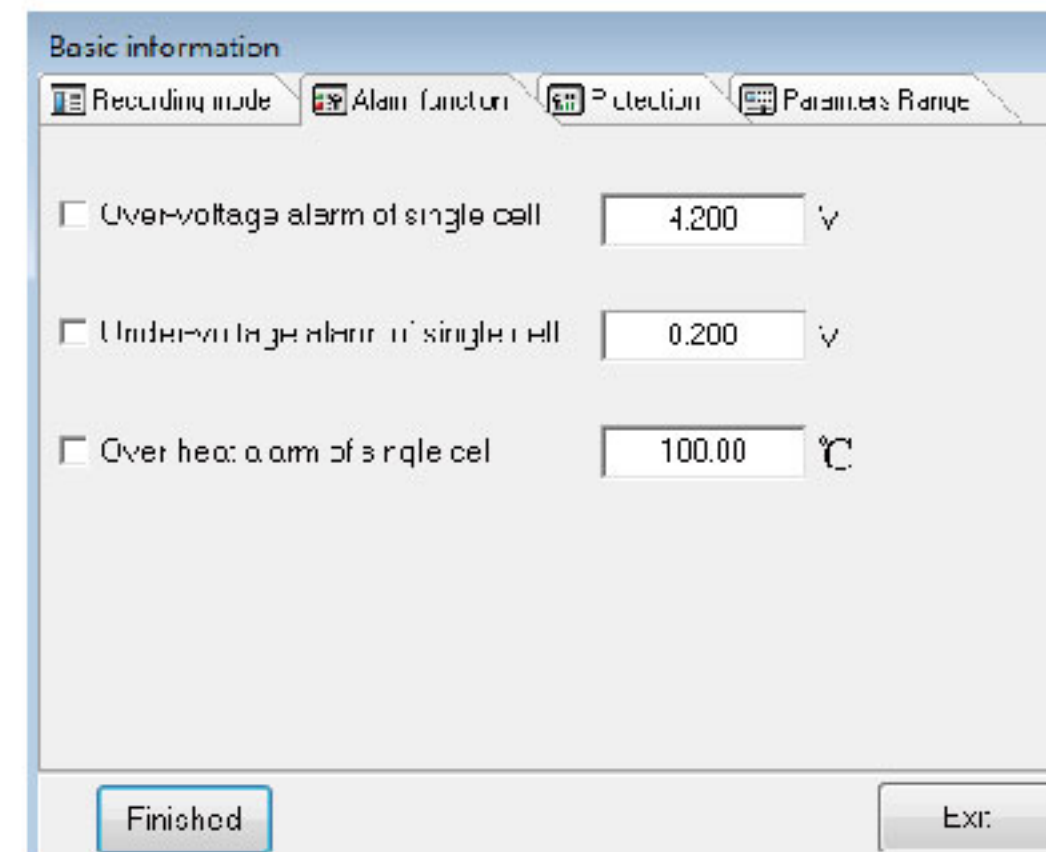 Basic information
Recording mode Alarm function Protection Parameters Range
Over-voltage alarm of single cell 4.200 V
Under-voltage alarm of single cell 0.200 V
Over heat alarm of single cell 100.00 ℃
Finished Exit